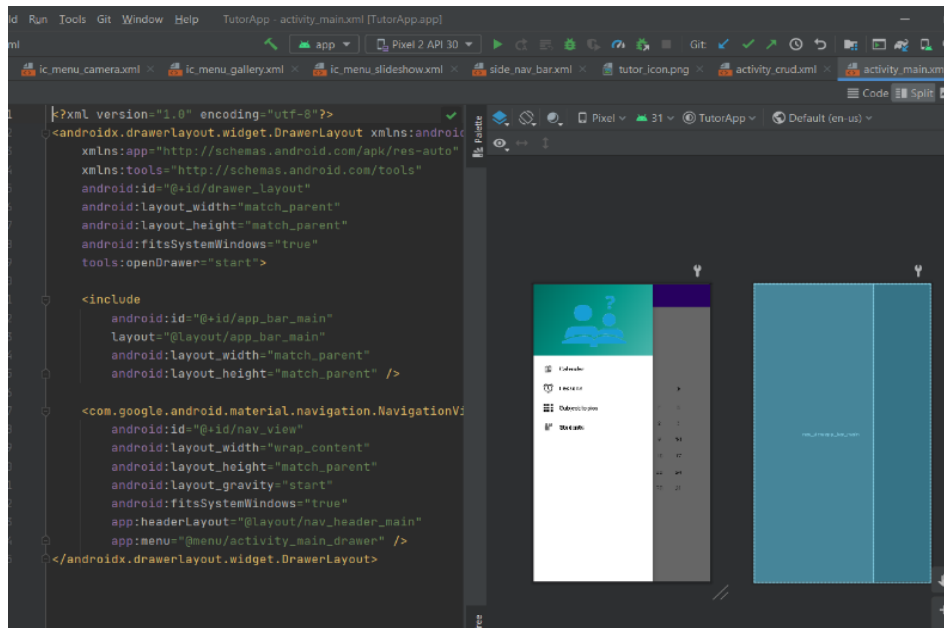 ld Run Tools Git Window Help TutorApp - activity_main.xml [TutorApp.app]
ml app Pixel 2 API 30 Git:
ic_menu_camera.xml ic_menu_gallery.xml ic_menu_slideshow.xml side_nav_bar.xml tutor_icon.png activity_crud.xml activity_main.xm
Code Split
<?xml version="1.0" encoding="utf-8"?>
<androidx.drawerlayout.widget.DrawerLayout xmlns:android
xmlns:app="http://schemas.android.com/apk/res-auto"
xmlns:tools="http://schemas.android.com/tools"
android:id="@+id/drawer_layout"
android:layout_width="match_parent"
android:layout_height="match_parent"
android:fitsSystemWindows="true"
tools:openDrawer="start">
<include
android:id="@+id/app_bar_main"
layout="@layout/app_bar_main"
android:layout_width="match_parent"
android:layout_height="match_parent" />
<com.google.android.material.navigation.NavigationVi
android:id="@+id/nav_view"
android:layout_width="wrap_content"
android:layout_height="match_parent"
android:layout_gravity="start"
android:fitsSystemWindows="true"
app:headerLayout="@layout/nav_header_main"
app:menu="@menu/activity_main_drawer" />
</androidx.drawerlayout.widget.DrawerLayout>
Palette
Pixel 31 TutorApp Default (en-us)
?
Calendar